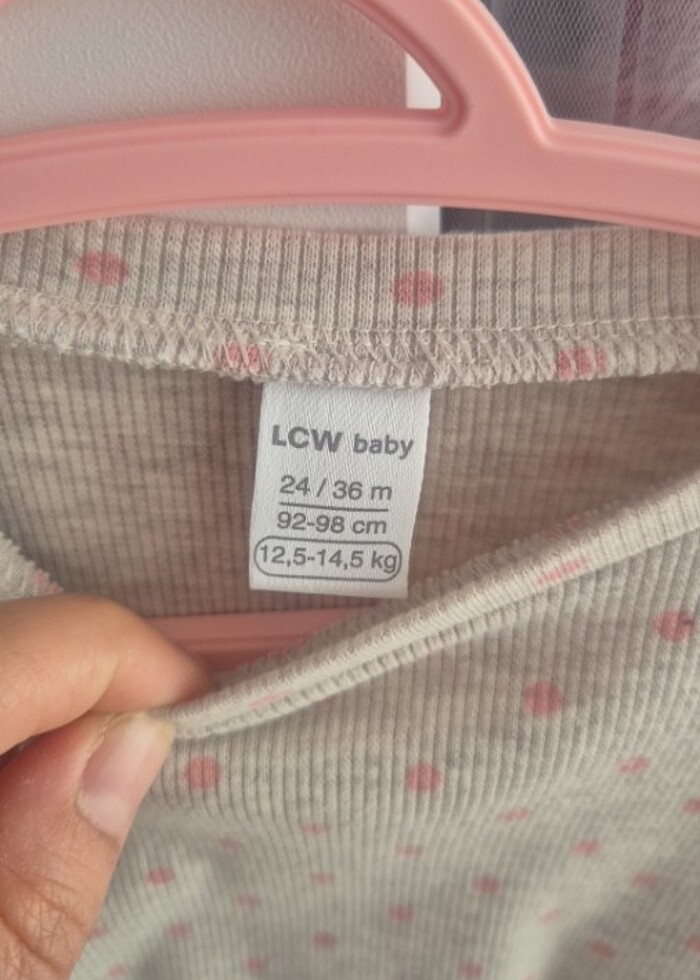 LCW baby
24 / 36 m
92-98 cm
12,5-14,5 kg